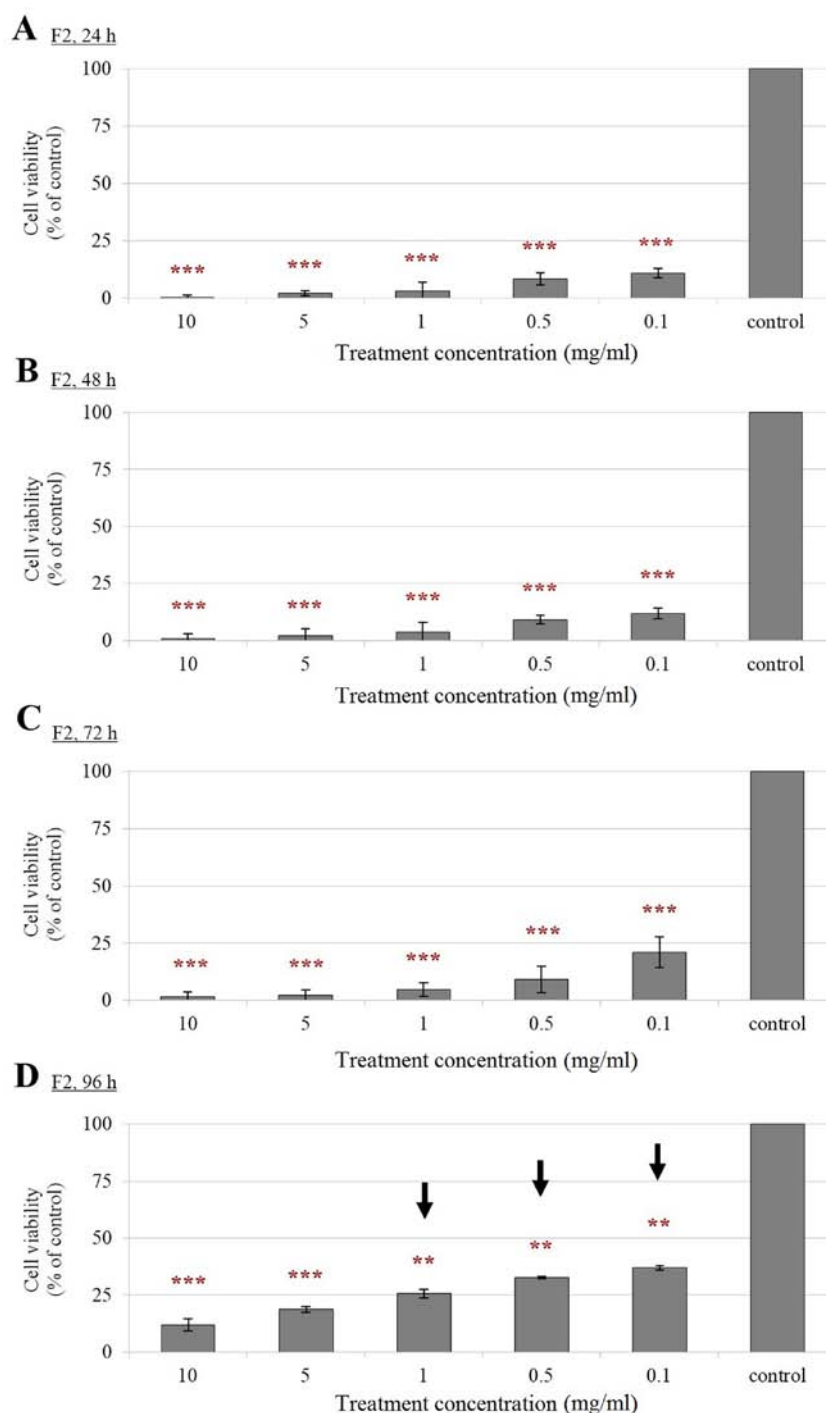 A F2, 24 h
Cell viability
(% of control)
100
75
50
25
0
*** *** *** *** ***
10 5 1 0.5 0.1 control
Treatment concentration (mg/ml)
B F2, 48 h
Cell viability
(% of control)
100
75
50
25
0
*** *** *** *** ***
10 5 1 0.5 0.1 control
Treatment concentration (mg/ml)
C F2, 72 h
Cell viability
(% of control)
100
75
50
25
0
*** *** *** *** ***
10 5 1 0.5 0.1 control
Treatment concentration (mg/ml)
D F2, 96 h
Cell viability
(% of control)
100
75
50
25
0
*** *** ** ** **
10 5 1 0.5 0.1 control
Treatment concentration (mg/ml)